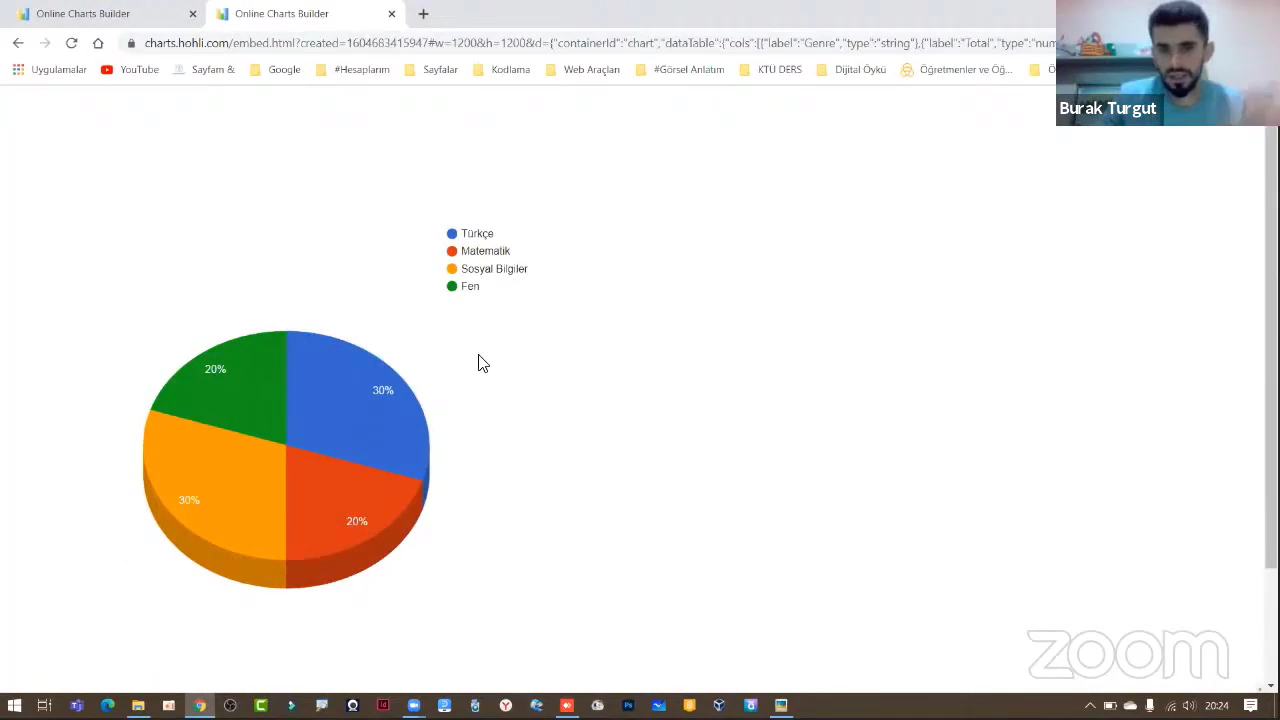 Online Charts Builder
Online Charts Builder
charts.hohli.com/embed.html?created=1604683415947#w=1200&h=1200&d={"containerId":"chart","dataTable":{"cols":[{"label":"Genre","type":"string"},{"label":"Total","type":"num
Uygulamalar
YouTube
Sayfam &
Google
#Hesplarım
Sayfalar
Kodlama
Web Araçları
#Görsel Anlatım
KTÜ DERS
Dijital Öykü
Öğretmenler ve Öğ...
Burak Turgut
Türkçe
Matematik
Sosyal Bilgiler
Fen
20%
30%
30%
20%
zoom
20:24